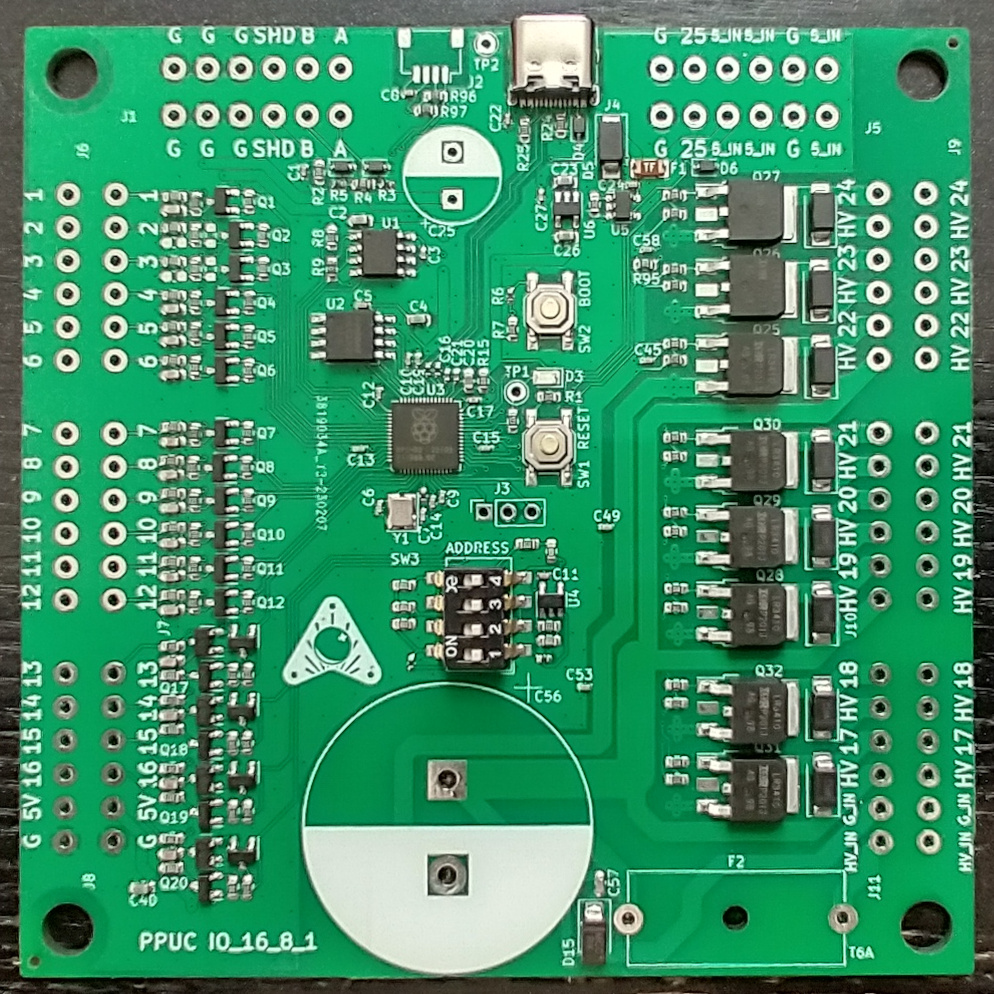 G G G SHD B A
G 25 5_IN 5_IN G 5_IN
TP2
J2
C8
R96
R97
J1
C22
R25
R24
D4
J4
D5
J5
G G G SHD B A
G 25 5_IN 5_IN G 5_IN
J6
J9
C1
R2
R5
R4
R3
C25
C23
C27
C26
U6
U5
F1
D6
Q27
1
1
Q1
HV 24
HV 24
2
2
Q2
C2
U1
R8
R9
C3
C58
R95
Q26
3
3
Q3
HV 23
HV 23
4
4
Q4
C5
C4
U2
R6
R7
BOOT
SW2
Q25
5
5
Q5
HV 22
HV 22
6
6
Q6
C16
C21
C20
R15
C45
TP1
D3
C12
U3
C17
RESET
SW1
C15
C13
3819034A_Y3-230207
7
7
Q7
Q30
HV 21
HV 21
8
8
Q8
9
9
Q9
C6
Y1
C14
C9
J3
C49
Q29
HV 20
HV 20
10
10
Q10
11
11
Q11
SW3
ADDRESS
C11
U4
ON
1 2 3 4
Q28
HV 19
HV 19
12
12
Q12
J7
J10
13
13
Q17
C53
C56
Q32
HV 18
HV 18
14
14
Q18
15
15
HV 17
HV 17
16
16
Q19
Q31
LR3410
5V
5V
HV
HV
G_IN
G_IN
G
G
Q20
HV_IN
HV_IN
J8
C40
J11
F2
C57
D15
T6A
PPUC IO_16_8_1